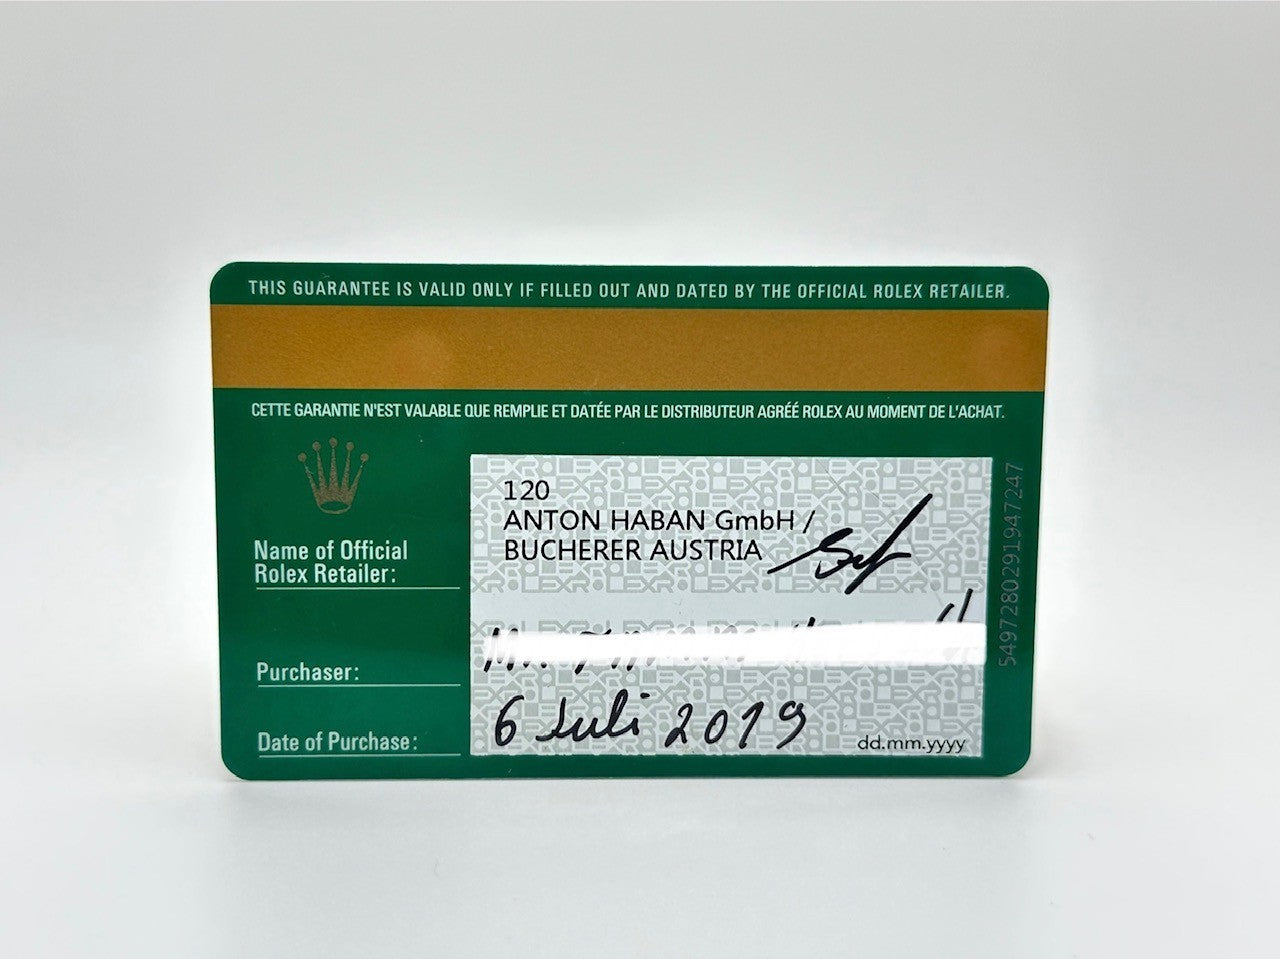 THIS GUARANTEE IS VALID ONLY IF FILLED OUT AND DATED BY THE OFFICIAL ROLEX RETAILER.
CETTE GARANTIE N'EST VALABLE QUE REMPLIE ET DATÉE PAR LE DISTRIBUTEUR AGRÉÉ ROLEX AU MOMENT DE L'ACHAT.
120
ANTON HABAN GmbH /
BUCHERER AUSTRIA
Name of Official
Rolex Retailer:
Purchaser:
Date of Purchase: 6 Juli 2019
dd.mm.yyyy
5497280291947247